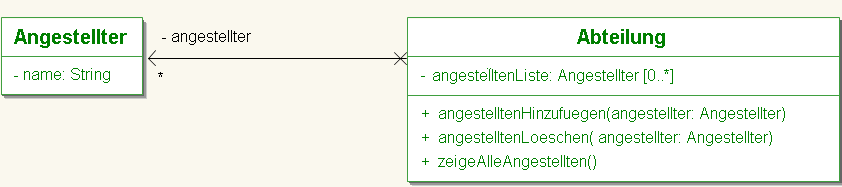 Angestellter
- name: String
- angestellter
*
Abteilung
- angestelltenListe: Angestellter [0..*]
+ angestelltenHinzufuegen(angestellter: Angestellter)
+ angestelltenLoeschen( angestellter: Angestellter)
+ zeigeAlleAngestellten()